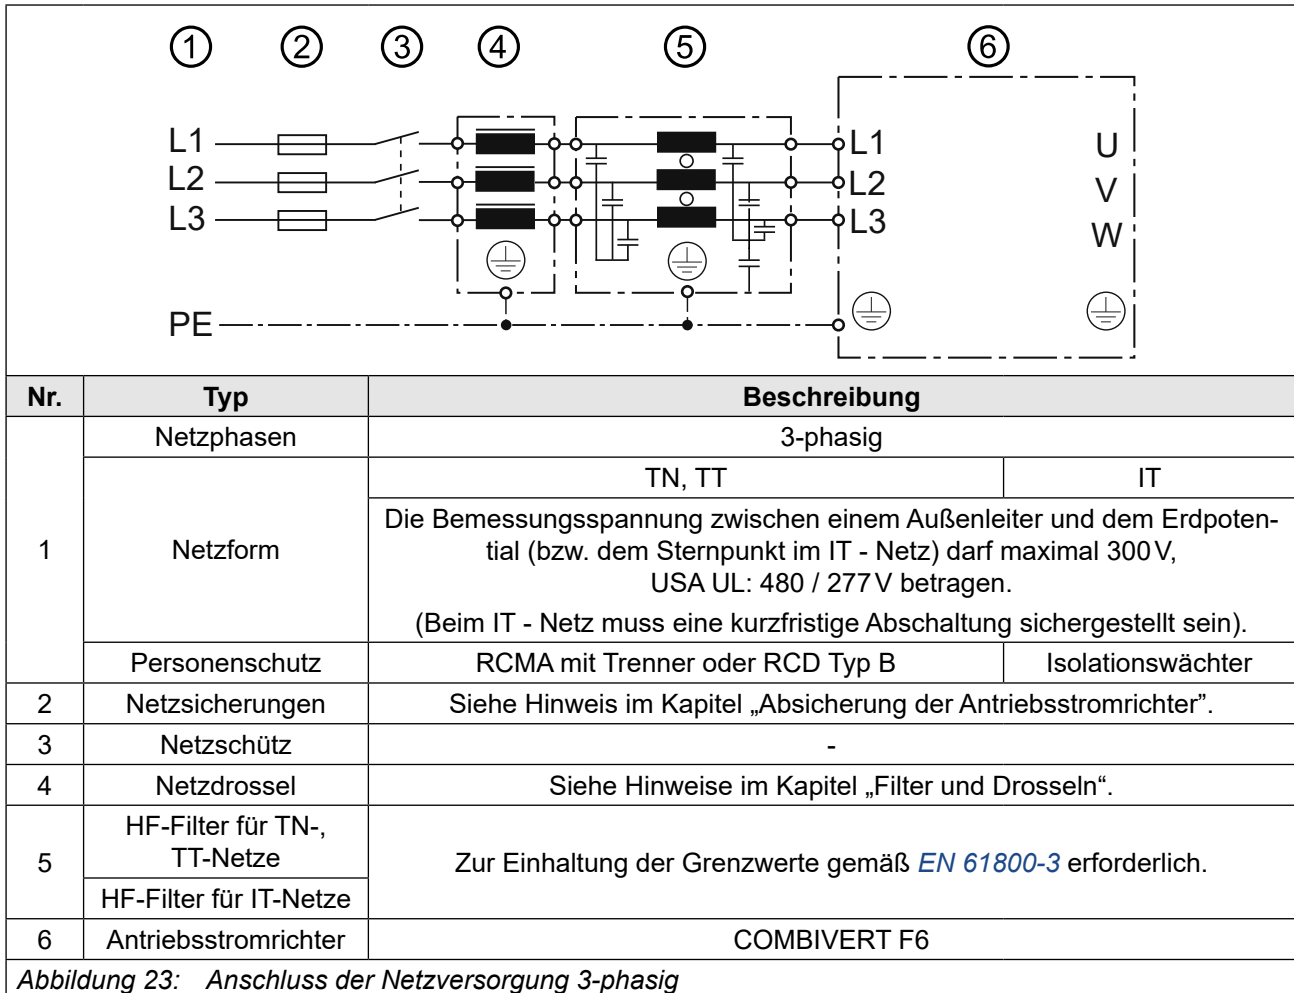 1 2 3 4 5 6
L1 L1 U
L2 L2 V
L3 L3 W
PE
Nr. Typ Beschreibung
1 Netzphasen 3-phasig
Netzform TN, TT IT
Die Bemessungsspannung zwischen einem Außenleiter und dem Erdpoten-
tial (bzw. dem Sternpunkt im IT - Netz) darf maximal 300 V,
USA UL: 480 / 277 V betragen.
(Beim IT - Netz muss eine kurzfristige Abschaltung sichergestellt sein).
Personenschutz RCMA mit Trenner oder RCD Typ B Isolationswächter
2 Netzsicherungen Siehe Hinweis im Kapitel „Absicherung der Antriebsstromrichter”.
3 Netzschütz -
4 Netzdrossel Siehe Hinweise im Kapitel „Filter und Drosseln“.
5 HF-Filter für TN-,
TT-Netze
Zur Einhaltung der Grenzwerte gemäß EN 61800-3 erforderlich.
HF-Filter für IT-Netze
6 Antriebsstromrichter COMBIVERT F6
Abbildung 23: Anschluss der Netzversorgung 3-phasig